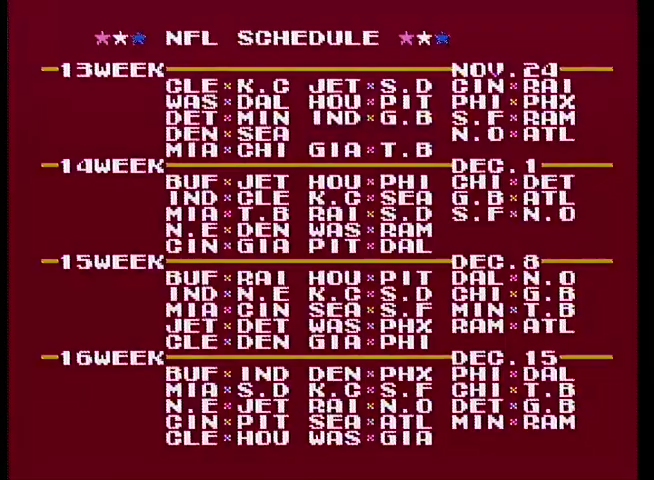 ★★★ NFL SCHEDULE ★★★
13WEEK NOV.24
CLE×K.C JET×S.D CIN×RAI
WAS×DAL HOU×PIT PHI×PHX
DET×MIN IND×G.B S.F×RAM
DEN×SEA N.O×ATL
MIA×CHI GIA×T.B
14WEEK DEC.1
BUF×JET HOU×PHI CHI×DET
IND×CLE K.C×SEA G.B×ATL
MIA×T.B RAI×S.D S.F×N.O
N.E×DEN WAS×RAM
CIN×GIA PIT×DAL
15WEEK DEC.8
BUF×RAI HOU×PIT DAL×N.O
IND×N.E K.C×S.D CHI×G.B
MIA×CIN SEA×S.F MIN×T.B
JET×DET WAS×PHX RAM×ATL
CLE×DEN GIA×PHI
16WEEK DEC.15
BUF×IND DEN×PHX PHI×DAL
MIA×S.D K.C×S.F CHI×T.B
N.E×JET RAI×N.O DET×G.B
CIN×PIT SEA×ATL MIN×RAM
CLE×HOU WAS×GIA